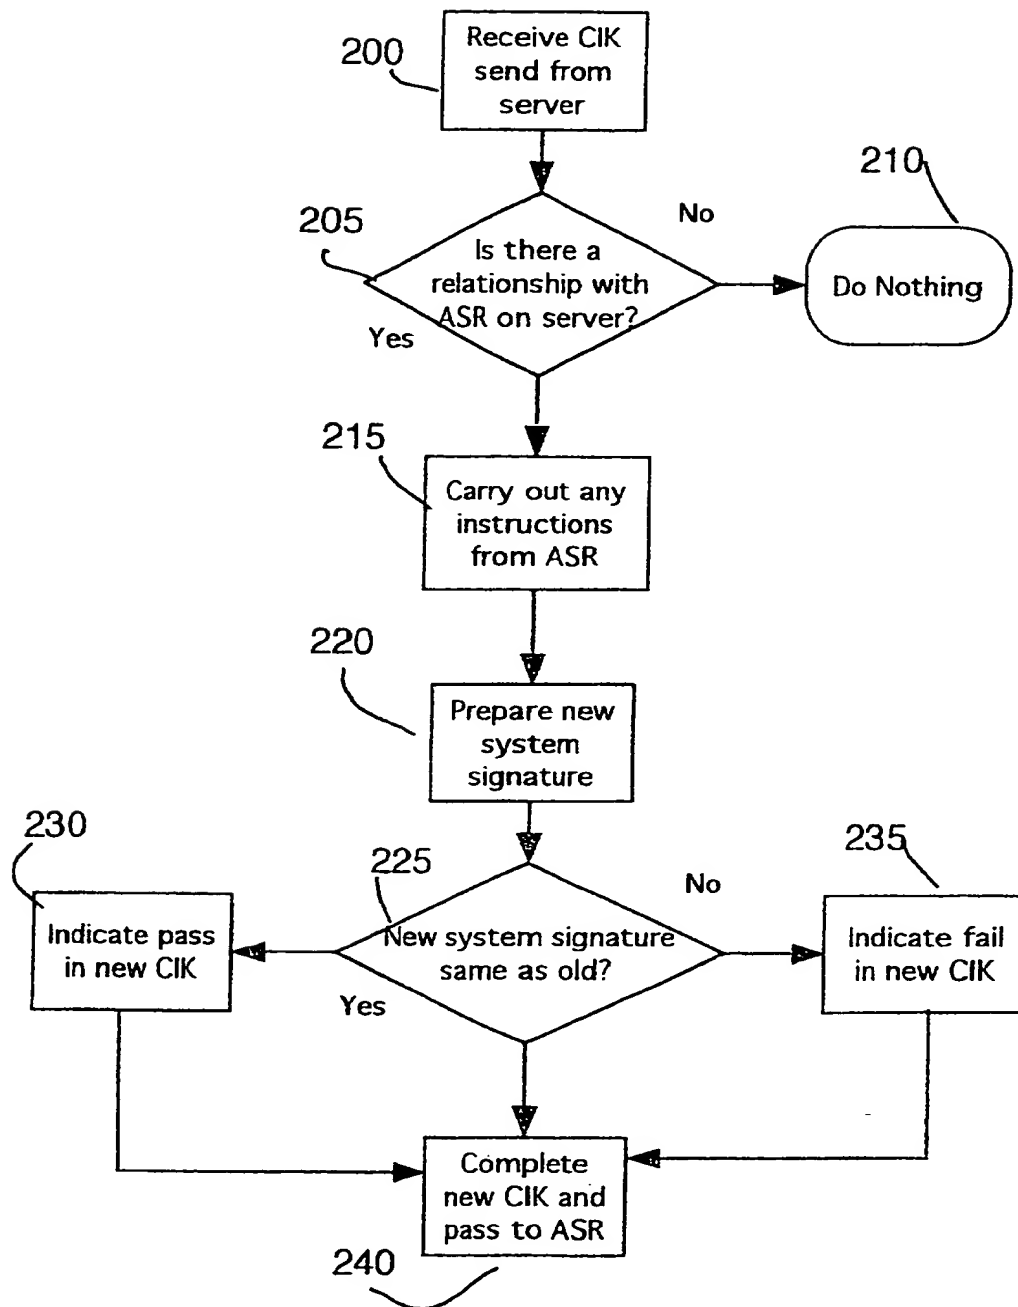 200
Receive CIK
send from
server
210
205
No
Is there a
relationship with
ASR on server?
Do Nothing
Yes
215
Carry out any
instructions
from ASR
220
Prepare new
system
signature
230
225
235
No
Indicate pass
in new CIK
New system signature
same as old?
Indicate fail
in new CIK
Yes
Complete
new CIK and
pass to ASR
240